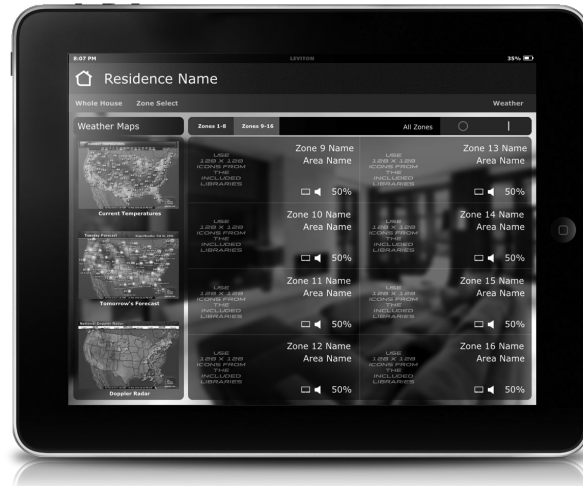 8:07 PM
LEVITON
35%
Residence Name
Whole House
Zone Select
Weather
Weather Maps
Zones 1-8
Zones 9-16
All Zones
Current Temperatures
Tuesday Forecast
Tomorrow's Forecast
National Doppler Radar
Doppler Radar
USE
128 X 128
ICONS FROM
THE
INCLUDED
LIBRARIES
Zone 9 Name
Area Name
50%
USE
128 X 128
ICONS FROM
THE
INCLUDED
LIBRARIES
Zone 13 Name
Area Name
50%
USE
128 X 128
ICONS FROM
THE
INCLUDED
LIBRARIES
Zone 10 Name
Area Name
50%
USE
128 X 128
ICONS FROM
THE
INCLUDED
LIBRARIES
Zone 14 Name
Area Name
50%
USE
128 X 128
ICONS FROM
THE
INCLUDED
LIBRARIES
Zone 11 Name
Area Name
50%
USE
128 X 128
ICONS FROM
THE
INCLUDED
LIBRARIES
Zone 15 Name
Area Name
50%
USE
128 X 128
ICONS FROM
THE
INCLUDED
LIBRARIES
Zone 12 Name
Area Name
50%
USE
128 X 128
ICONS FROM
THE
INCLUDED
LIBRARIES
Zone 16 Name
Area Name
50%